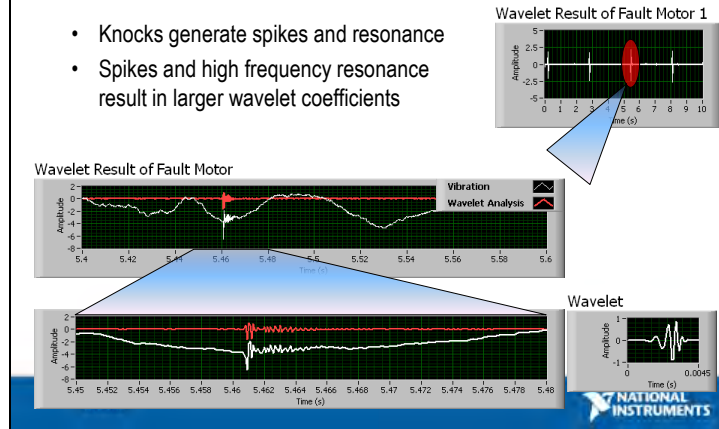 Wavelet Result of Fault Motor 1
• Knocks generate spikes and resonance
• Spikes and high frequency resonance
result in larger wavelet coefficients
Amplitude
5-
2.5-
0-
-2.5-
-5-
0 1 2 3 4 5 6 7 8 9 10
Time (s)
Wavelet Result of Fault Motor
Vibration
Wavelet Analysis
Amplitude
2-
0-
-2-
-4-
-6-
-8-
5.4 5.42 5.44 5.46 5.48 5.5 5.52 5.54 5.56 5.58 5.6
Time (s)
Amplitude
2-
0-
-2-
-4-
-6-
-8-
5.45 5.452 5.454 5.456 5.458 5.46 5.462 5.464 5.466 5.468 5.47 5.472 5.474 5.476 5.478 5.48
Time (s)
Wavelet
Amplitude
1-
0-
-1-
0 0.0045
Time (s)
NATIONAL
INSTRUMENTS